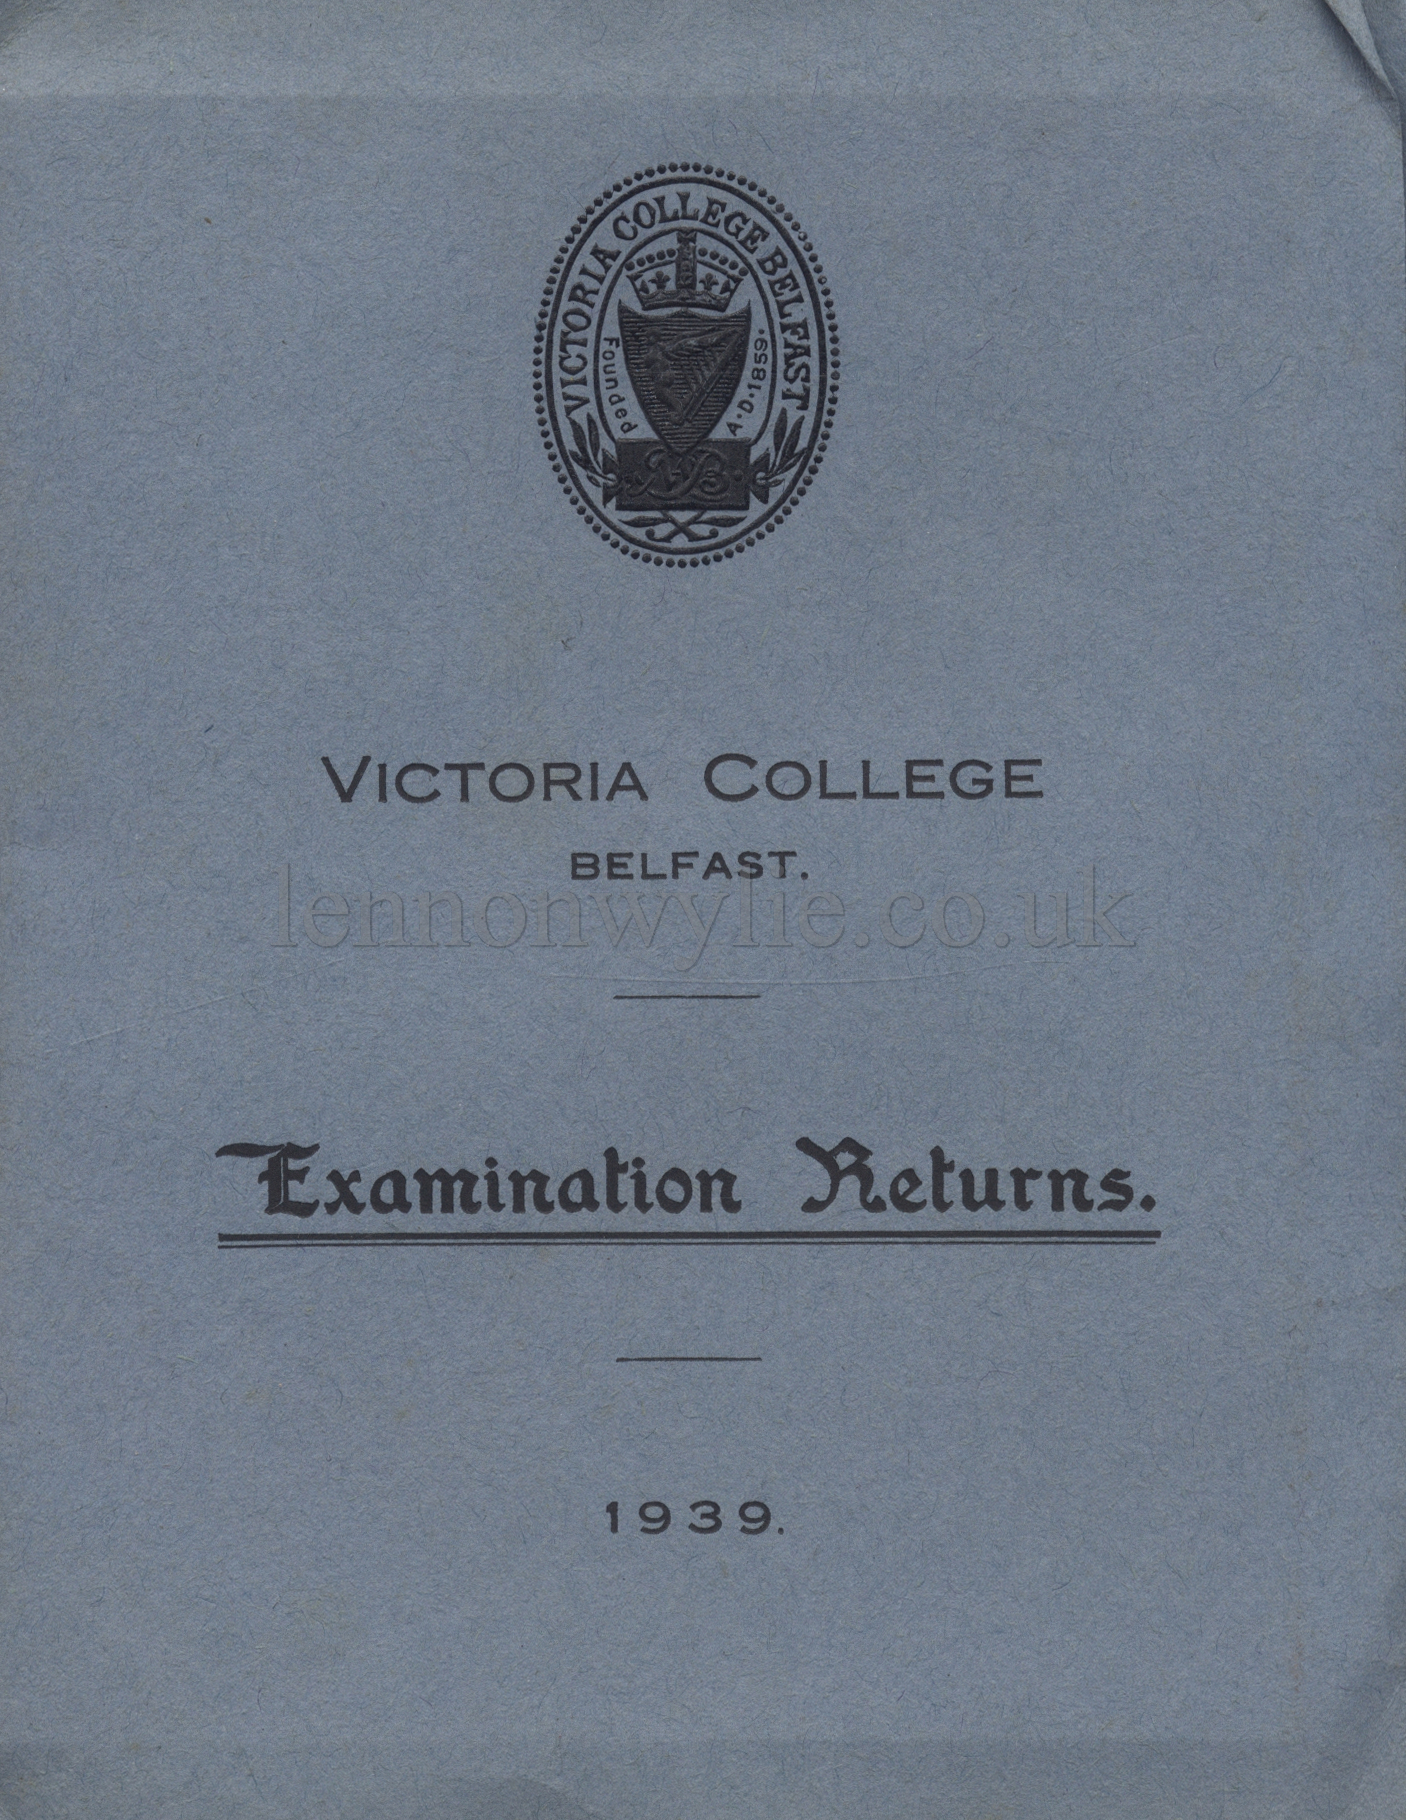 VICTORIA COLLEGE BELFAST
Founded A.D. 1859.
VICTORIA COLLEGE
BELFAST.
lennonwylie.co.uk
Examination Returns.
1939.